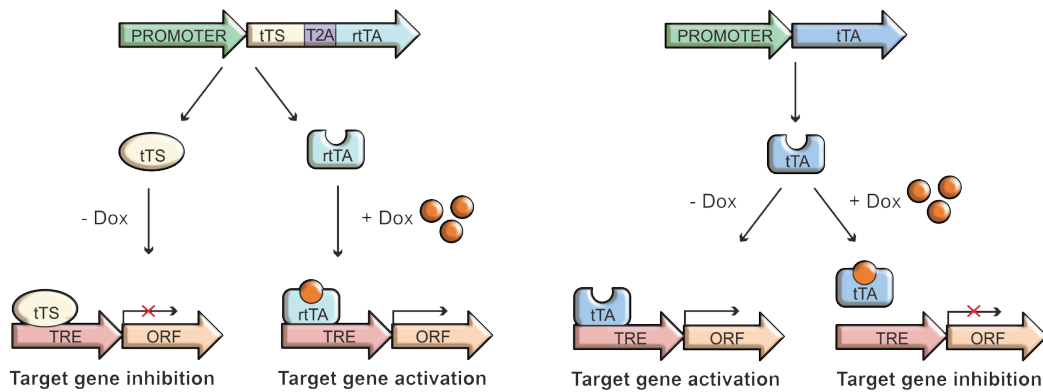 PROMOTER tTS T2A rtTA
tTS
rtTA
- Dox
+ Dox
tTS
TRE ORF
Target gene inhibition
rtTA
TRE ORF
Target gene activation
PROMOTER tTA
tTA
- Dox
+ Dox
tTA
TRE ORF
Target gene activation
tTA
TRE ORF
Target gene inhibition